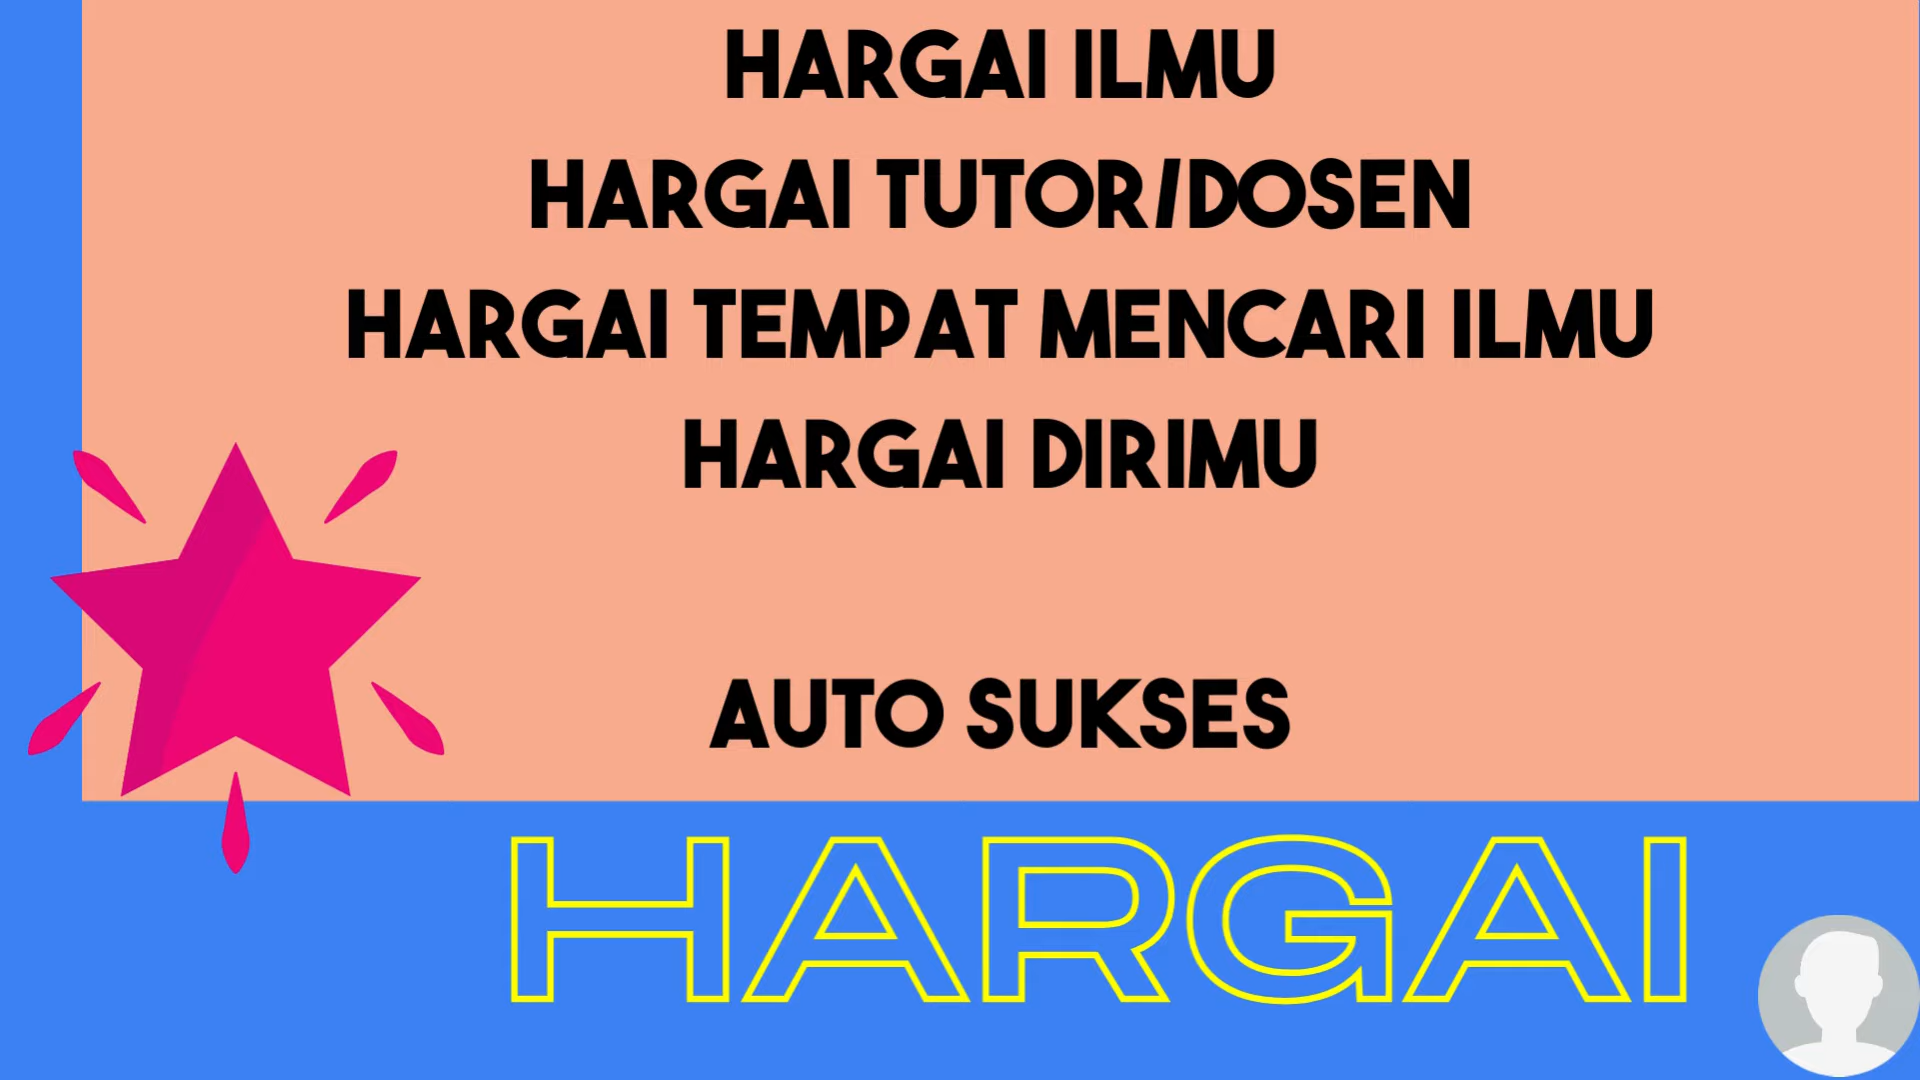 HARGAI ILMU
HARGAI TUTOR/DOSEN
HARGAI TEMPAT MENCARI ILMU
HARGAI DIRIMU
AUTO SUKSES
HARGAI